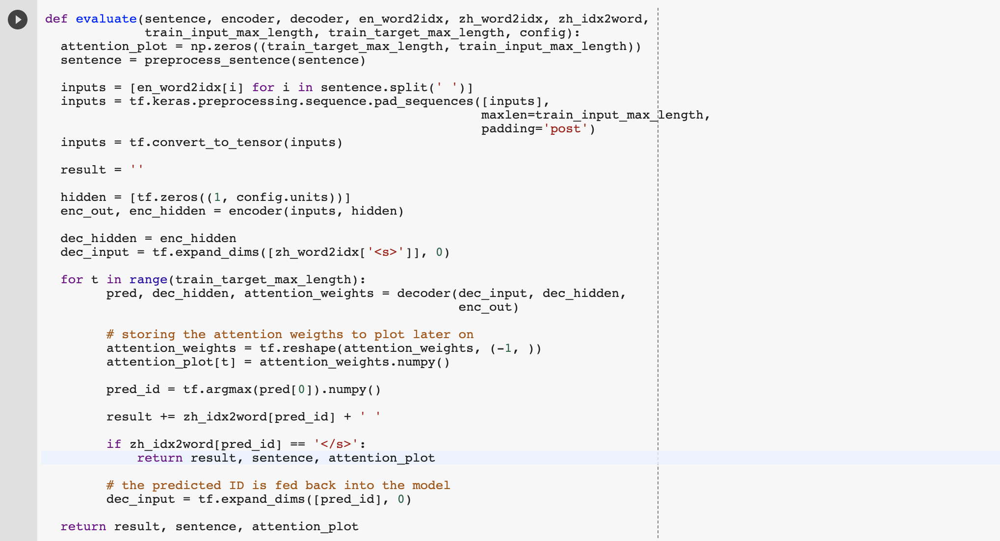 def evaluate(sentence, encoder, decoder, en_word2idx, zh_word2idx, zh_idx2word,
             train_input_max_length, train_target_max_length, config):
  attention_plot = np.zeros((train_target_max_length, train_input_max_length))
  sentence = preprocess_sentence(sentence)

  inputs = [en_word2idx[i] for i in sentence.split(' ')]
  inputs = tf.keras.preprocessing.sequence.pad_sequences([inputs],
                                                         maxlen=train_input_max_length,
                                                         padding='post')
  inputs = tf.convert_to_tensor(inputs)

  result = ''

  hidden = [tf.zeros((1, config.units))]
  enc_out, enc_hidden = encoder(inputs, hidden)

  dec_hidden = enc_hidden
  dec_input = tf.expand_dims([zh_word2idx['<s>']], 0)

  for t in range(train_target_max_length):
        pred, dec_hidden, attention_weights = decoder(dec_input, dec_hidden,
                                                      enc_out)

        # storing the attention weigths to plot later on
        attention_weights = tf.reshape(attention_weights, (-1, ))
        attention_plot[t] = attention_weights.numpy()

        pred_id = tf.argmax(pred[0]).numpy()

        result += zh_idx2word[pred_id] + ' '

        if zh_idx2word[pred_id] == '</s>':
            return result, sentence, attention_plot

        # the predicted ID is fed back into the model
        dec_input = tf.expand_dims([pred_id], 0)

  return result, sentence, attention_plot